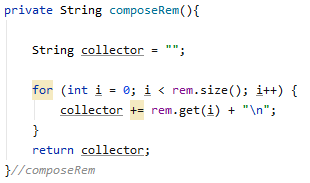 private String composeRem(){
String collector = "";
for (int i = 0; i < rem.size(); i++) {
collector += rem.get(i) + "\n";
}
return collector;
}//composeRem